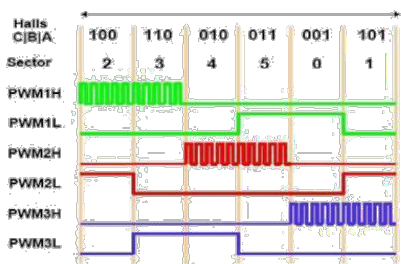 Halls
C|B|A 100 110 010 011 001 101
Sector 2 3 4 5 0 1
PWM1H
PWM1L
PWM2H
PWM2L
PWM3H
PWM3L